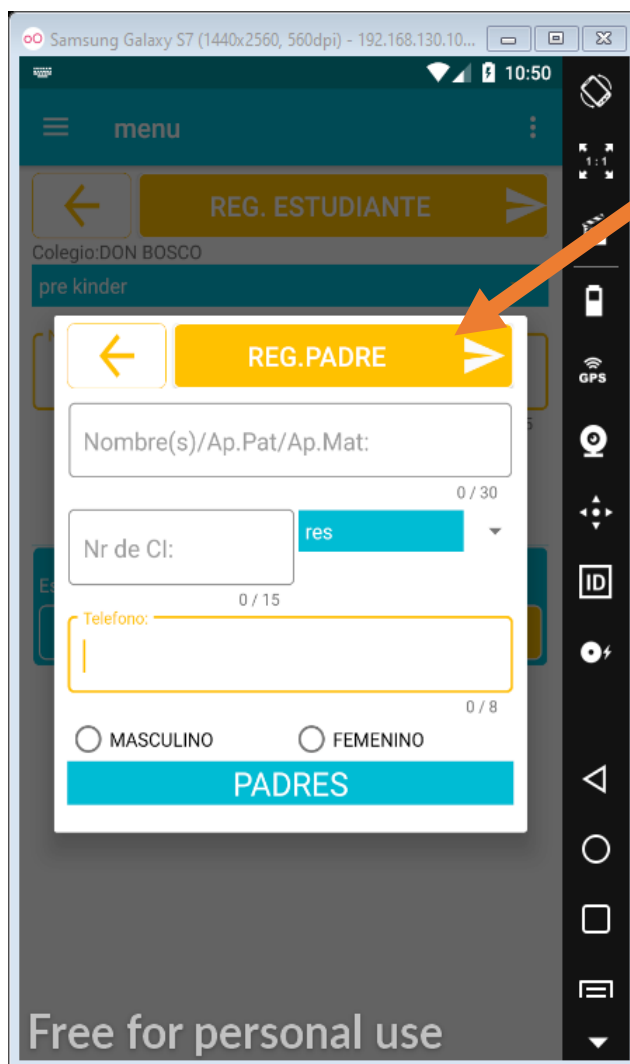 Samsung Galaxy S7 (1440x2560, 560dpi) - 192.168.130.10...
10:50
menu
1:1
REG. ESTUDIANTE
Colegio:DON BOSCO
pre kinder
GPS
REG.PADRE
Nombre(s)/Ap.Pat/Ap.Mat:
0 / 30
Nr de CI:
res
0 / 15
ID
Telefono:
0 / 8
MASCULINO
FEMENINO
PADRES
Free for personal use